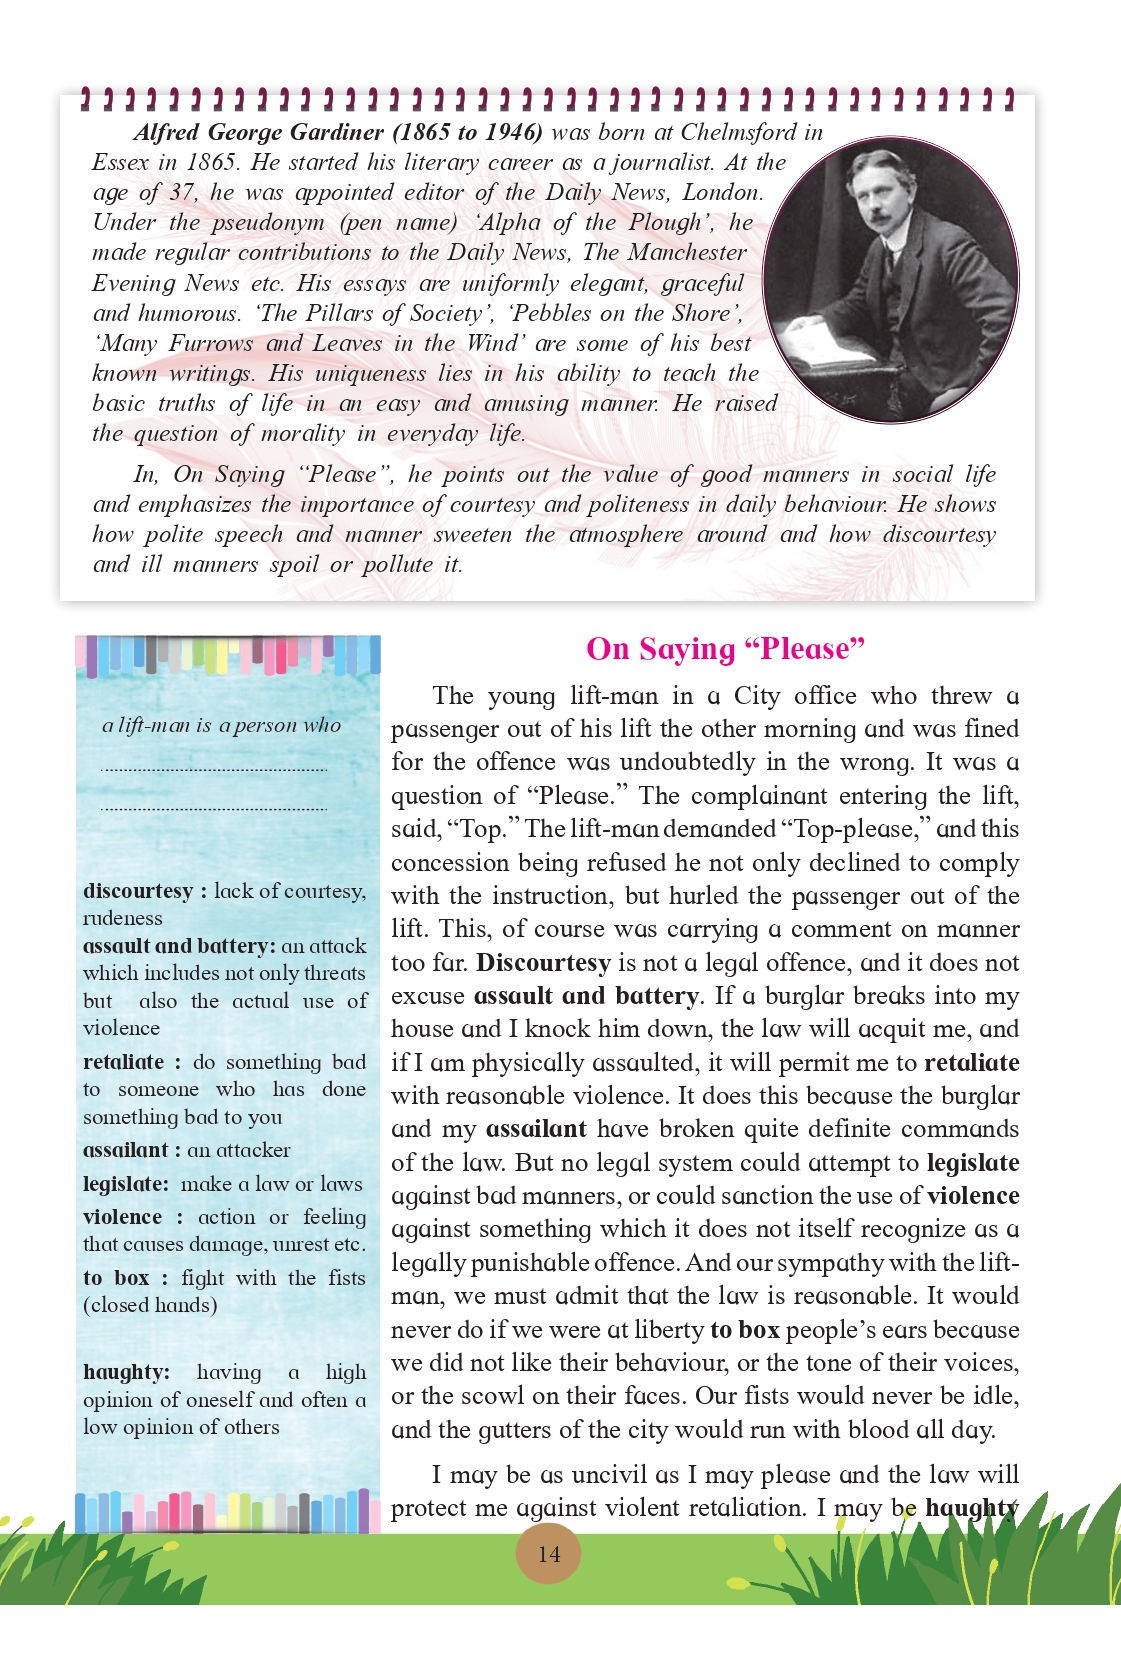 Alfred George Gardiner (1865 to 1946) was born at Chelmsford in
Essex in 1865. He started his literary career as a journalist. At the
age of 37, he was appointed editor of the Daily News, London.
Under the pseudonym (pen name) ‘Alpha of the Plough’, he
made regular contributions to the Daily News, The Manchester
Evening News etc. His essays are uniformly elegant, graceful
and humorous. ‘The Pillars of Society’, ‘Pebbles on the Shore’,
‘Many Furrows and Leaves in the Wind’ are some of his best
known writings. His uniqueness lies in his ability to teach the
basic truths of life in an easy and amusing manner. He raised
the question of morality in everyday life.
In, On Saying “Please”, he points out the value of good manners in social life
and emphasizes the importance of courtesy and politeness in daily behaviour. He shows
how polite speech and manner sweeten the atmosphere around and how discourtesy
and ill manners spoil or pollute it.
a lift-man is a person who
discourtesy : lack of courtesy,
rudeness
assault and battery: an attack
which includes not only threats
but also the actual use of
violence
retaliate : do something bad
to someone who has done
something bad to you
assailant : an attacker
legislate: make a law or laws
violence : action or feeling
that causes damage, unrest etc.
to box : fight with the fists
(closed hands)
haughty: having a high
opinion of oneself and often a
low opinion of others
On Saying “Please”
The young lift-man in a City office who threw a
passenger out of his lift the other morning and was fined
for the offence was undoubtedly in the wrong. It was a
question of “Please.” The complainant entering the lift,
said, “Top.” The lift-man demanded “Top-please,” and this
concession being refused he not only declined to comply
with the instruction, but hurled the passenger out of the
lift. This, of course was carrying a comment on manner
too far. Discourtesy is not a legal offence, and it does not
excuse assault and battery. If a burglar breaks into my
house and I knock him down, the law will acquit me, and
if I am physically assaulted, it will permit me to retaliate
with reasonable violence. It does this because the burglar
and my assailant have broken quite definite commands
of the law. But no legal system could attempt to legislate
against bad manners, or could sanction the use of violence
against something which it does not itself recognize as a
legally punishable offence. And our sympathy with the lift-
man, we must admit that the law is reasonable. It would
never do if we were at liberty to box people’s ears because
we did not like their behaviour, or the tone of their voices,
or the scowl on their faces. Our fists would never be idle,
and the gutters of the city would run with blood all day.
I may be as uncivil as I may please and the law will
protect me against violent retaliation. I may be haughty
14